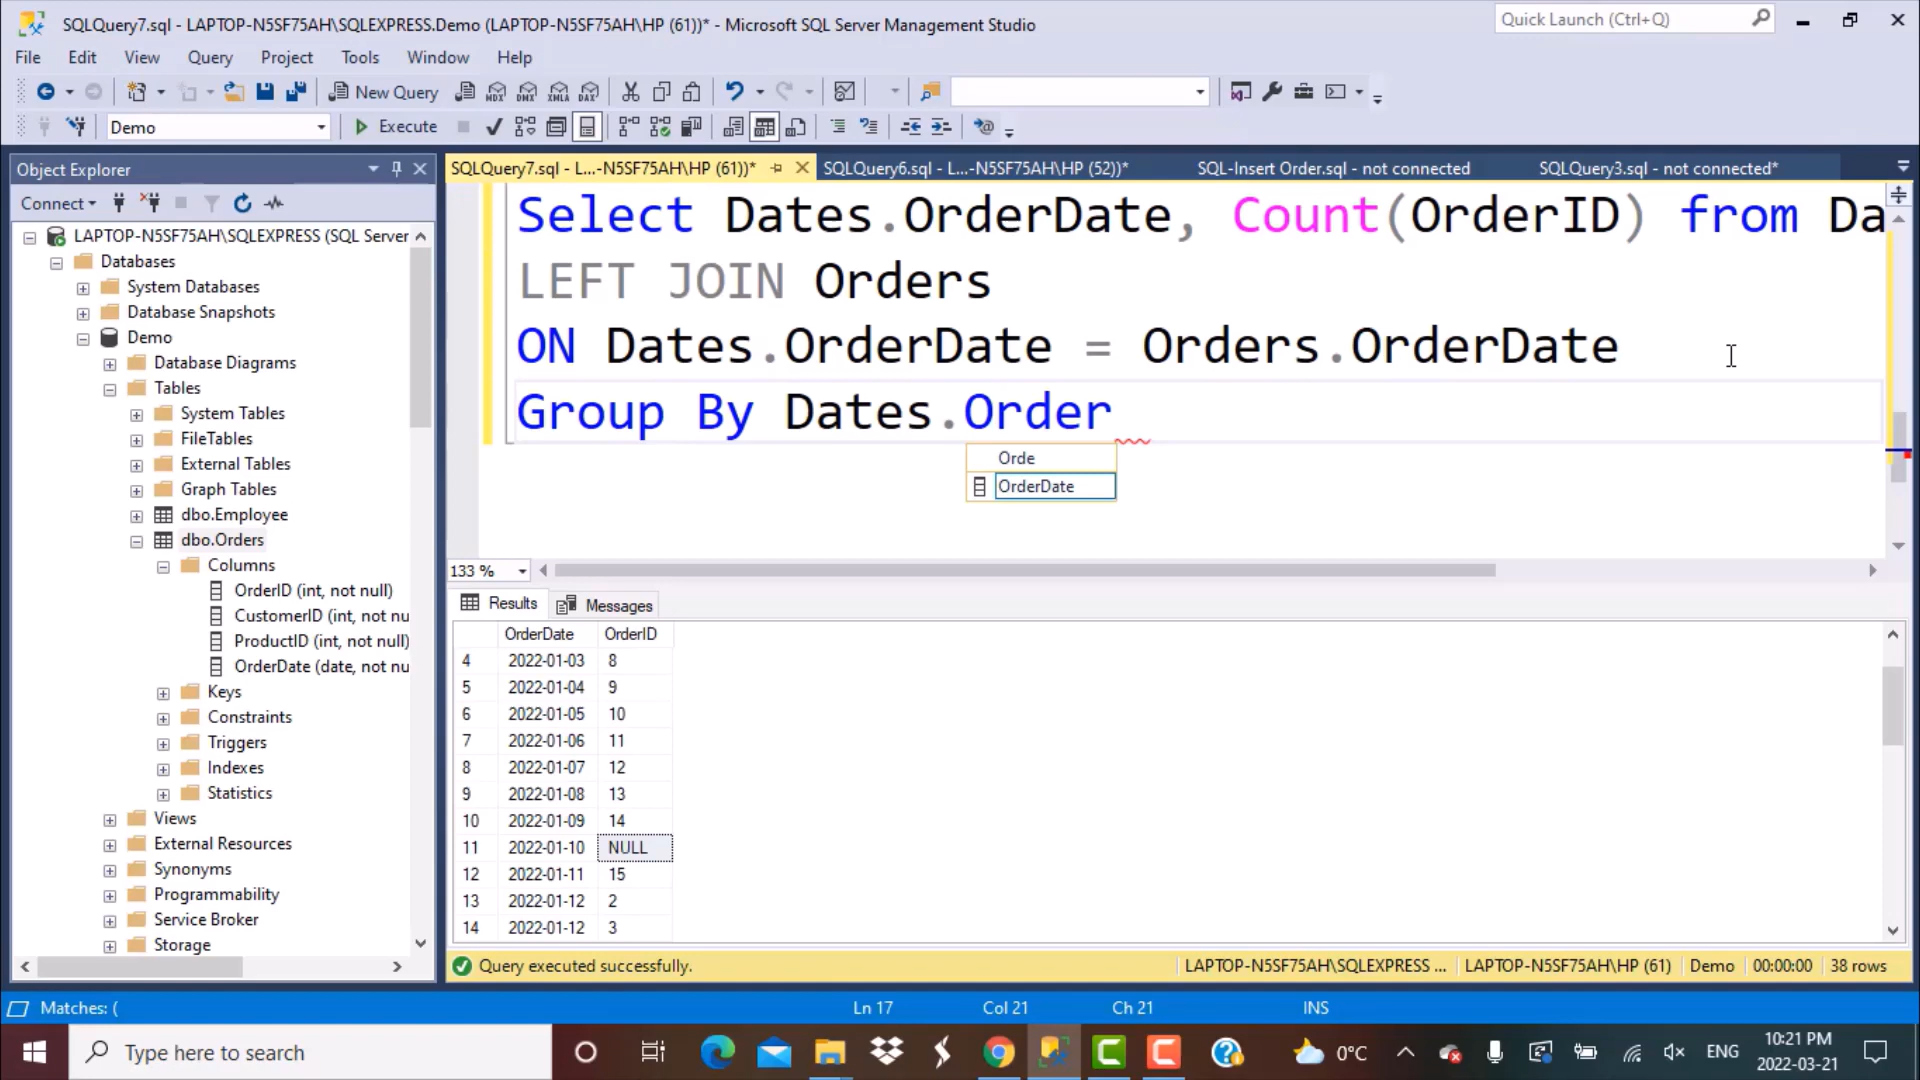 SQLQuery7.sql - LAPTOP-N5SF75AH\SQLEXPRESS.Demo (LAPTOP-N5SF75AH\HP (61))* - Microsoft SQL Server Management Studio
Quick Launch (Ctrl+Q)
File Edit View Query Project Tools Window Help
New Query
MDX DMX XMLA DAX
Demo
Execute
Object Explorer
Connect
LAPTOP-N5SF75AH\SQLEXPRESS (SQL Server
Databases
System Databases
Database Snapshots
Demo
Database Diagrams
Tables
System Tables
FileTables
External Tables
Graph Tables
dbo.Employee
dbo.Orders
Columns
OrderID (int, not null)
CustomerID (int, not nu
ProductID (int, not null)
OrderDate (date, not nu
Keys
Constraints
Triggers
Indexes
Statistics
Views
External Resources
Synonyms
Programmability
Service Broker
Storage
SQLQuery7.sql - L...-N5SF75AH\HP (61))* SQLQuery6.sql - L...-N5SF75AH\HP (52))* SQL-Insert Order.sql - not connected SQLQuery3.sql - not connected*
Select Dates.OrderDate, Count(OrderID) from Da
LEFT JOIN Orders
ON Dates.OrderDate = Orders.OrderDate
Group By Dates.Order
Orde
OrderDate
133 %
Results Messages
OrderDate OrderID
4 2022-01-03 8
5 2022-01-04 9
6 2022-01-05 10
7 2022-01-06 11
8 2022-01-07 12
9 2022-01-08 13
10 2022-01-09 14
11 2022-01-10 NULL
12 2022-01-11 15
13 2022-01-12 2
14 2022-01-12 3
Query executed successfully.
LAPTOP-N5SF75AH\SQLEXPRESS ... LAPTOP-N5SF75AH\HP (61) Demo 00:00:00 38 rows
Matches: (
Ln 17 Col 21 Ch 21 INS
Type here to search
0°C
ENG
10:21 PM
2022-03-21